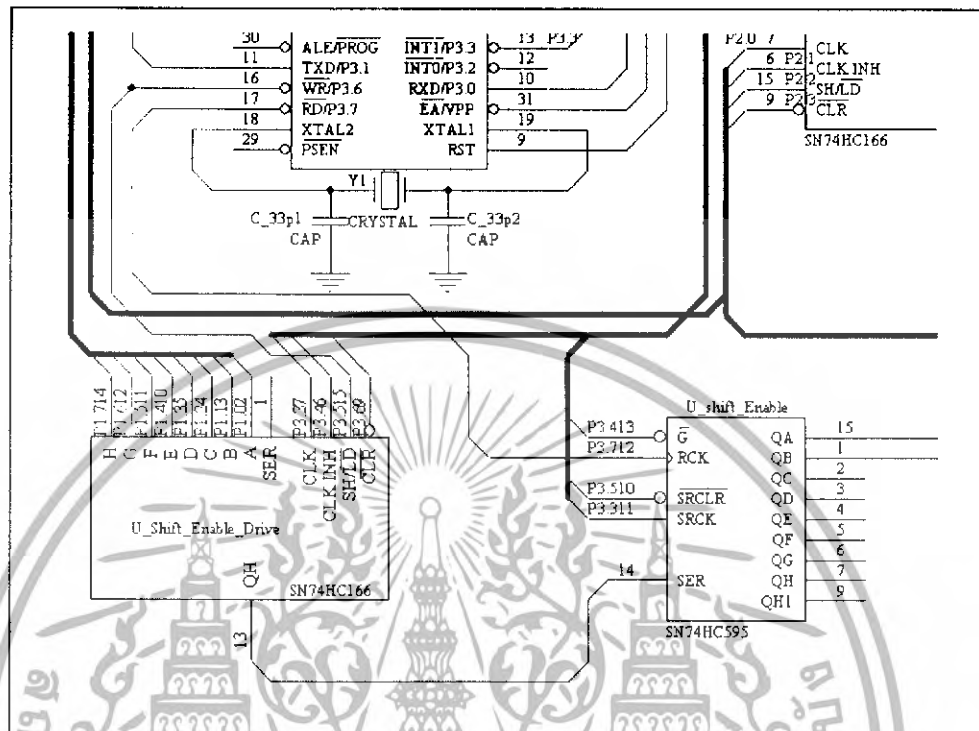 30 ALE/PROG INT1/P3.3 13 P3.3
11 TXD/P3.1 INT0/P3.2 12
16 WR/P3.6 RXD/P3.0 10
17 RD/P3.7 EA/VPP 31
18 XTAL2 XTAL1 19
29 PSEN RST 9
P2.0 7 CLK
6 P2.1 CLK INH
15 P2.2 SH/LD
9 P2.3 CLR
SN74HC166
Y1
C_33p1 CRYSTAL C_33p2
CAP CAP
P1.714 P1.612 P1.511 P1.410 P1.35 P1.24 P1.13 P1.02 1 P3.27 P3.46 P3.515 P3.69
H G F E D C B A SER CLK CLK INH SH/LD CLR
U_Shift_Enable_Drive
QH
SN74HC166
13
U_shift_Enable
P3.413 G QA 15
P3.712 RCK QB 1
QC 2
P3.510 SRCLR QD 3
P3.311 SRCK QE 4
QF 5
QG 6
14 SER QH 7
QH1 9
SN74HC595